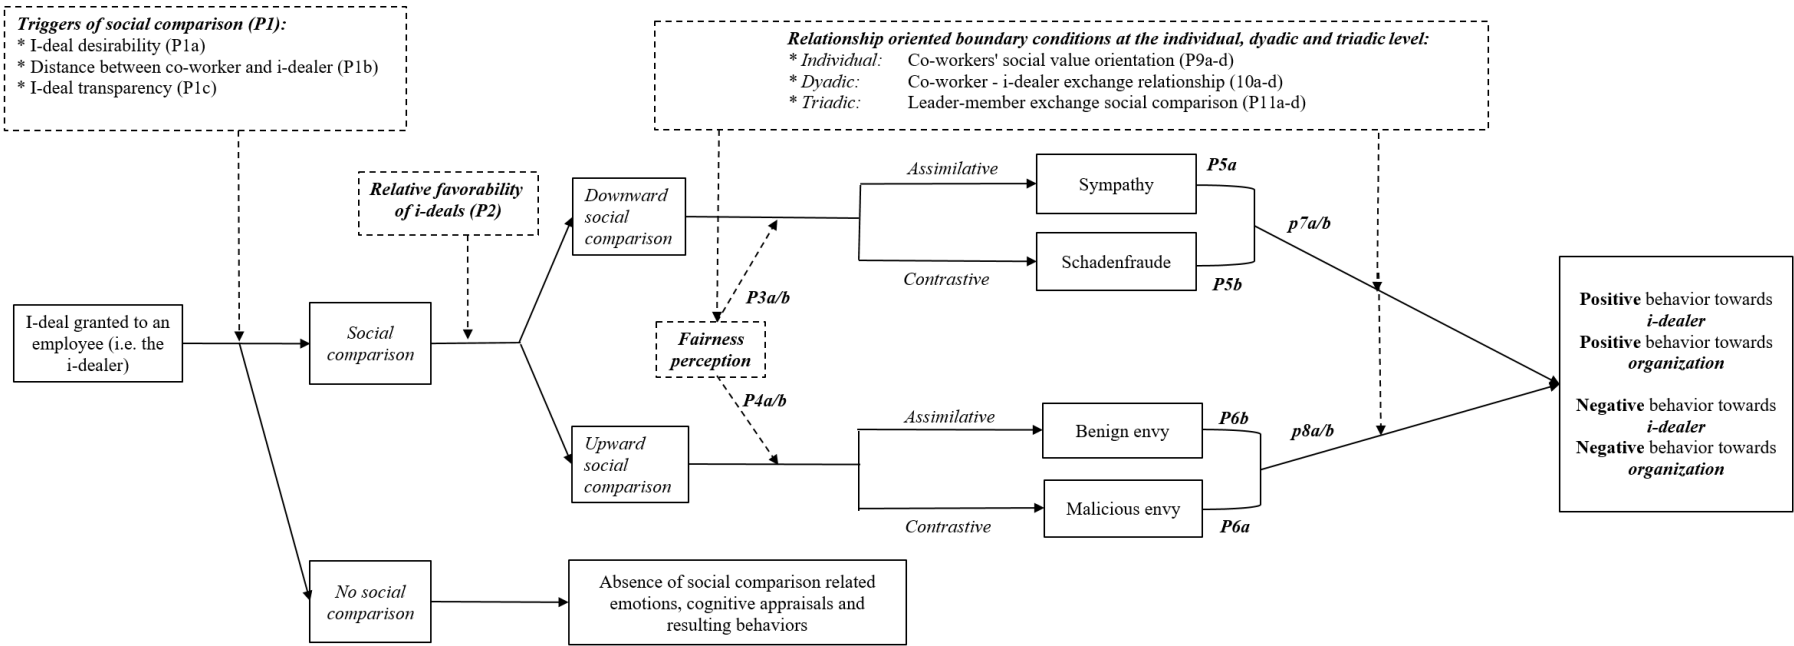 Triggers of social comparison (P1):
* I-deal desirability (P1a)
* Distance between co-worker and i-dealer (P1b)
* I-deal transparency (P1c)
Relationship oriented boundary conditions at the individual, dyadic and triadic level:
* Individual: Co-workers' social value orientation (P9a-d)
* Dyadic: Co-worker - i-dealer exchange relationship (10a-d)
* Triadic: Leader-member exchange social comparison (P11a-d)
Relative favorability
of i-deals (P2)
I-deal granted to an
employee (i.e. the
i-dealer)
Social
comparison
Downward
social
comparison
P3a/b
Fairness
perception
P4a/b
Upward
social
comparison
Assimilative
Sympathy
P5a
Contrastive
Schadenfraude
P5b
p7a/b
Assimilative
Benign envy
P6b
Contrastive
Malicious envy
P6a
p8a/b
Positive behavior towards
i-dealer
Positive behavior towards
organization
Negative behavior towards
i-dealer
Negative behavior towards
organization
No social
comparison
Absence of social comparison related
emotions, cognitive appraisals and
resulting behaviors